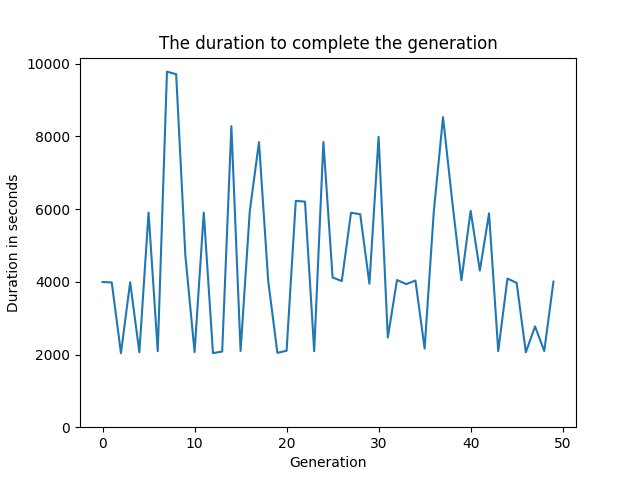 The duration to complete the generation
10000
8000
6000
4000
2000
0
Duration in seconds
0 10 20 30 40 50
Generation